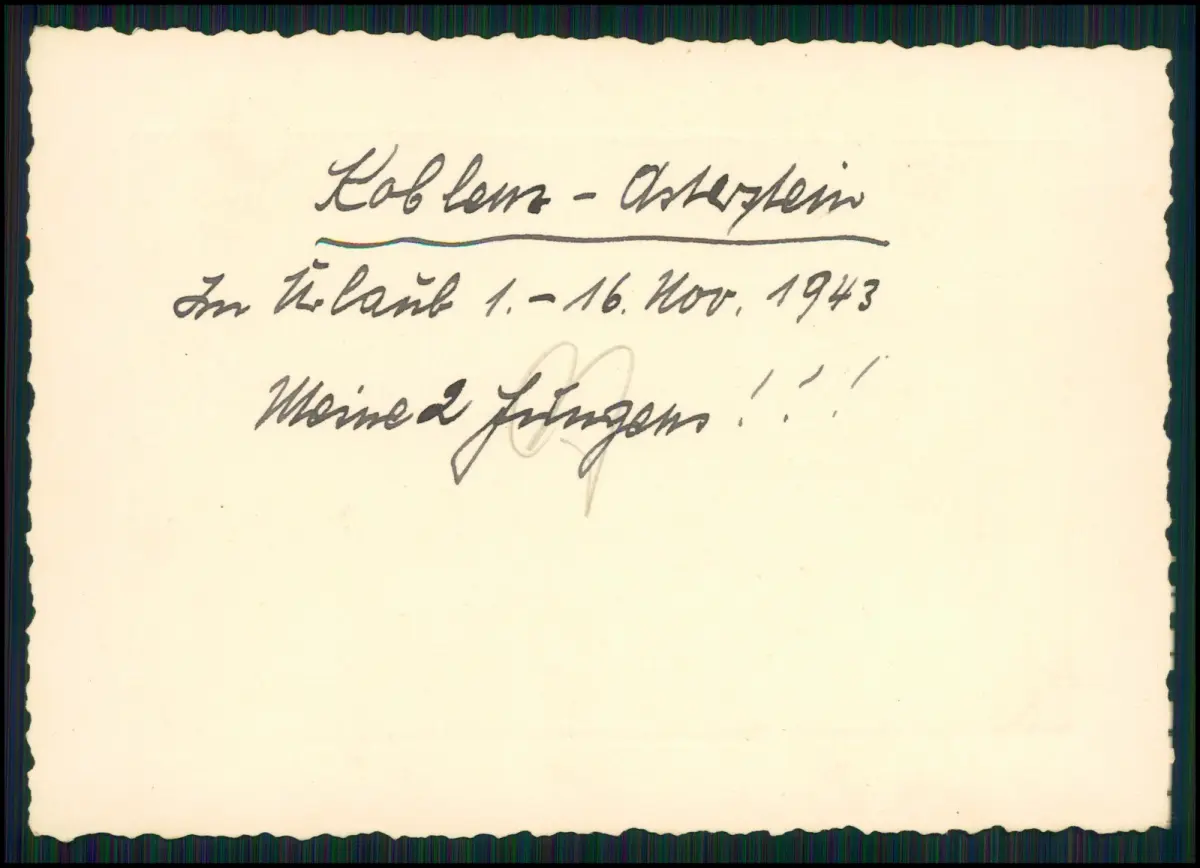 Koblenz - Asterstein
Im Urlaub 1. - 16. Nov. 1943
Meine 2 Jungens!!!